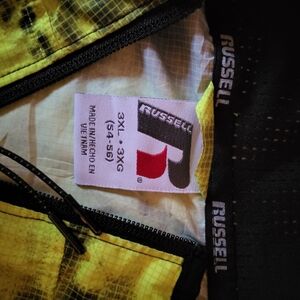 RUSSELL
RUSSELL
®
3XL • 3XG
(54-56)
MADE IN/HECHO EN
VIETNAM
RUSSELL